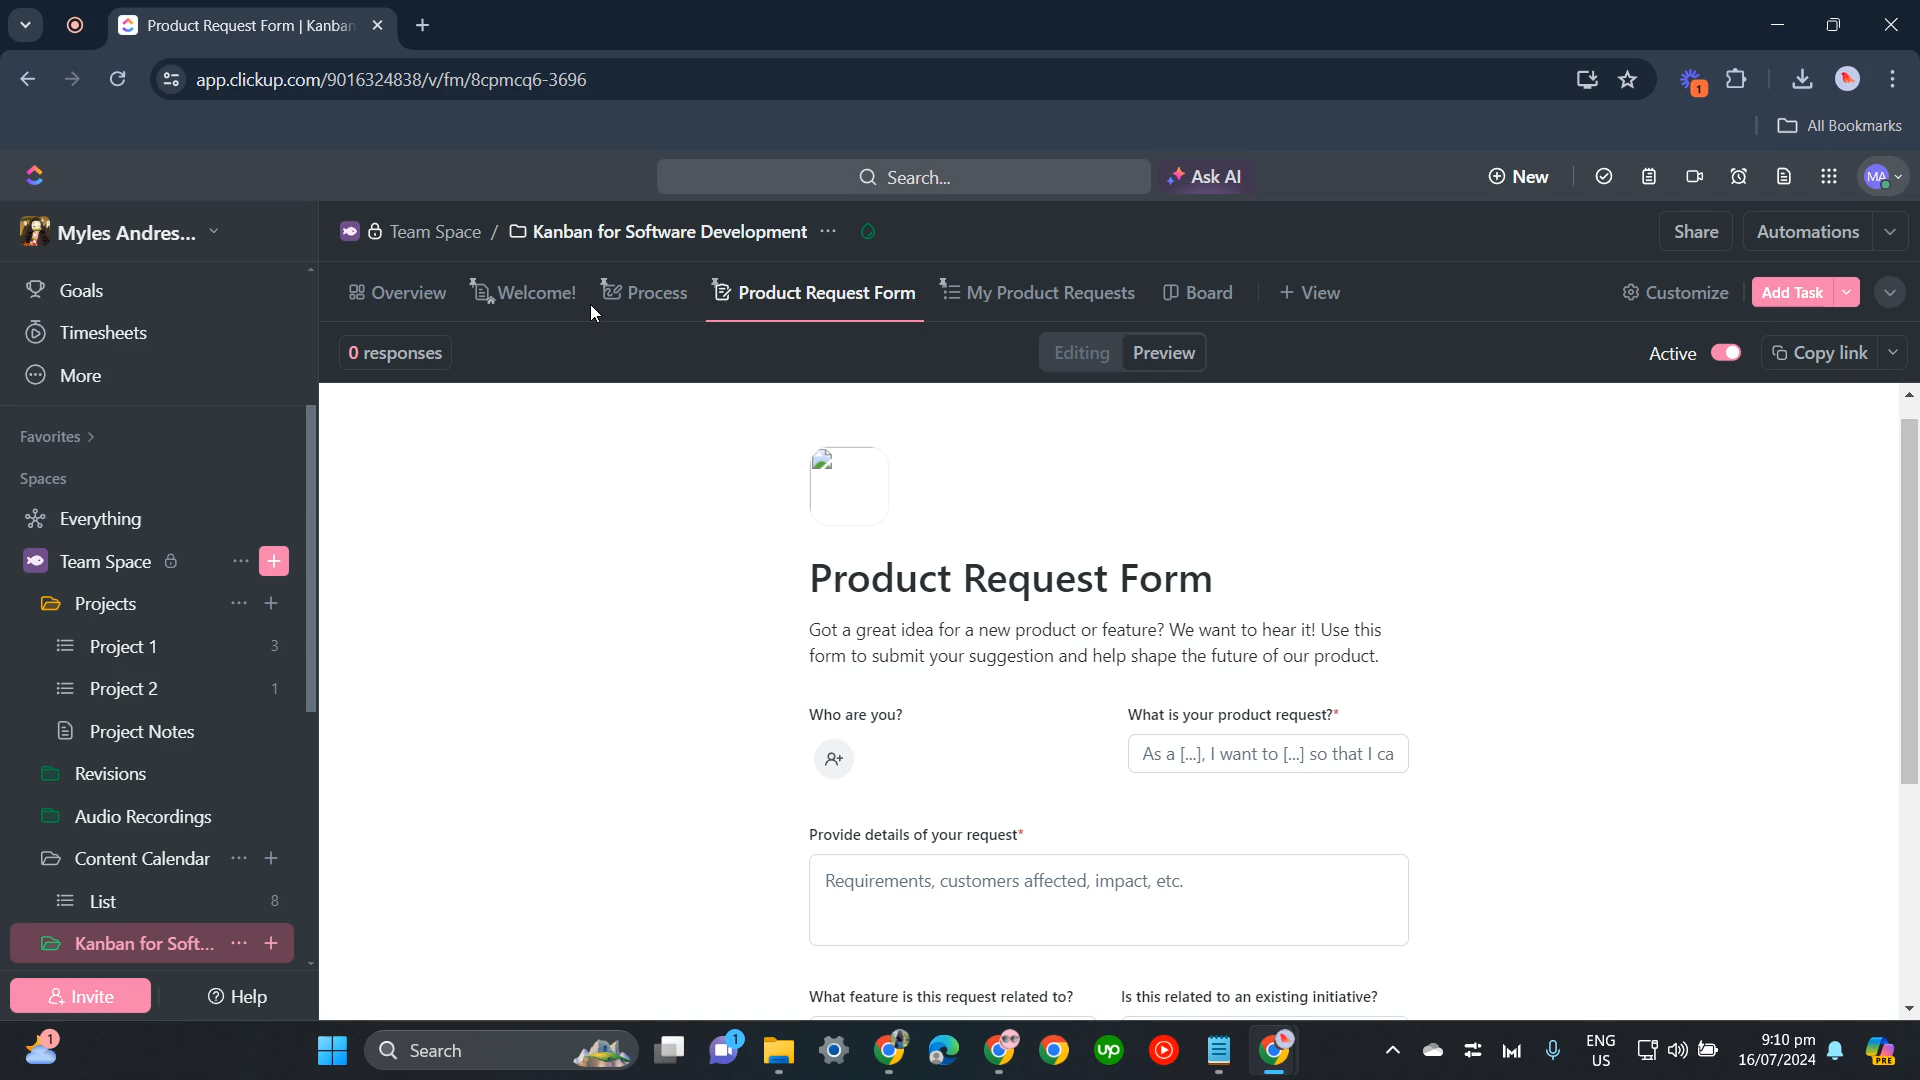 Product Request Form | Kanban
app.clickup.com/9016324838/v/fm/8cpmcq6-3696
1
All Bookmarks
Search...
Ask AI
New
MA
Myles Andres...
Team Space / Kanban for Software Development ...
Share
Automations
Goals
Timesheets
More
Overview
Welcome!
Process
Product Request Form
My Product Requests
Board
+ View
Customize
Add Task
0 responses
Editing
Preview
Active
Copy link
Favorites >
Spaces
Everything
Team Space
Projects
Project 1 3
Project 2 1
Project Notes
Revisions
Audio Recordings
Content Calendar
List 8
Kanban for Soft...
Invite
Help
Product Request Form
Got a great idea for a new product or feature? We want to hear it! Use this
form to submit your suggestion and help shape the future of our product.
Who are you?
What is your product request?*
As a [...], I want to [...] so that I ca
Provide details of your request*
Requirements, customers affected, impact, etc.
What feature is this request related to?
Is this related to an existing initiative?
1
Search
1
up
ENG
US
9:10 pm
16/07/2024
PRE